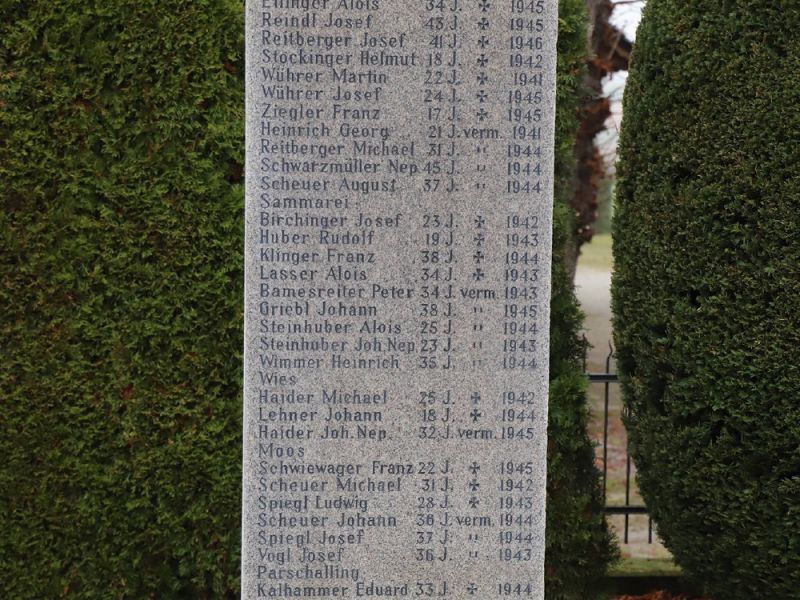 Ettinger Alois 34 J. ✠ 1945
Reindl Josef 43 J. ✠ 1945
Reitberger Josef 41 J. ✠ 1946
Stockinger Helmut 18 J. ✠ 1942
Wührer Martin 22 J. ✠ 1941
Wührer Josef 24 J. ✠ 1945
Ziegler Franz 17 J. ✠ 1945
Heinrich Georg 21 J. verm. 1941
Reitberger Michael 31 J. " 1944
Schwarzmüller Nep. 45 J. " 1944
Scheuer August 37 J. " 1944
Sammarei:
Birchinger Josef 23 J. ✠ 1942
Huber Rudolf 19 J. ✠ 1943
Klinger Franz 38 J. ✠ 1944
Lasser Alois 34 J. ✠ 1943
Bamesreiter Peter 34 J. verm. 1943
Griebl Johann 38 J. " 1945
Steinhuber Alois 25 J. " 1944
Steinhuber Joh.Nep. 23 J. " 1943
Wimmer Heinrich 35 J. " 1944
Wies
Haider Michael 25 J. ✠ 1942
Lehner Johann 18 J. ✠ 1944
Haider Joh.Nep. 32 J. verm. 1945
Moos
Schwiewager Franz 22 J. ✠ 1945
Scheuer Michael 31 J. ✠ 1942
Spiegl Ludwig 28 J. ✠ 1943
Scheuer Johann 36 J. verm. 1944
Spiegl Josef 37 J. " 1944
Vogl Josef 36 J. " 1943
Parschalling
Kalhammer Eduard 33 J. ✠ 1944